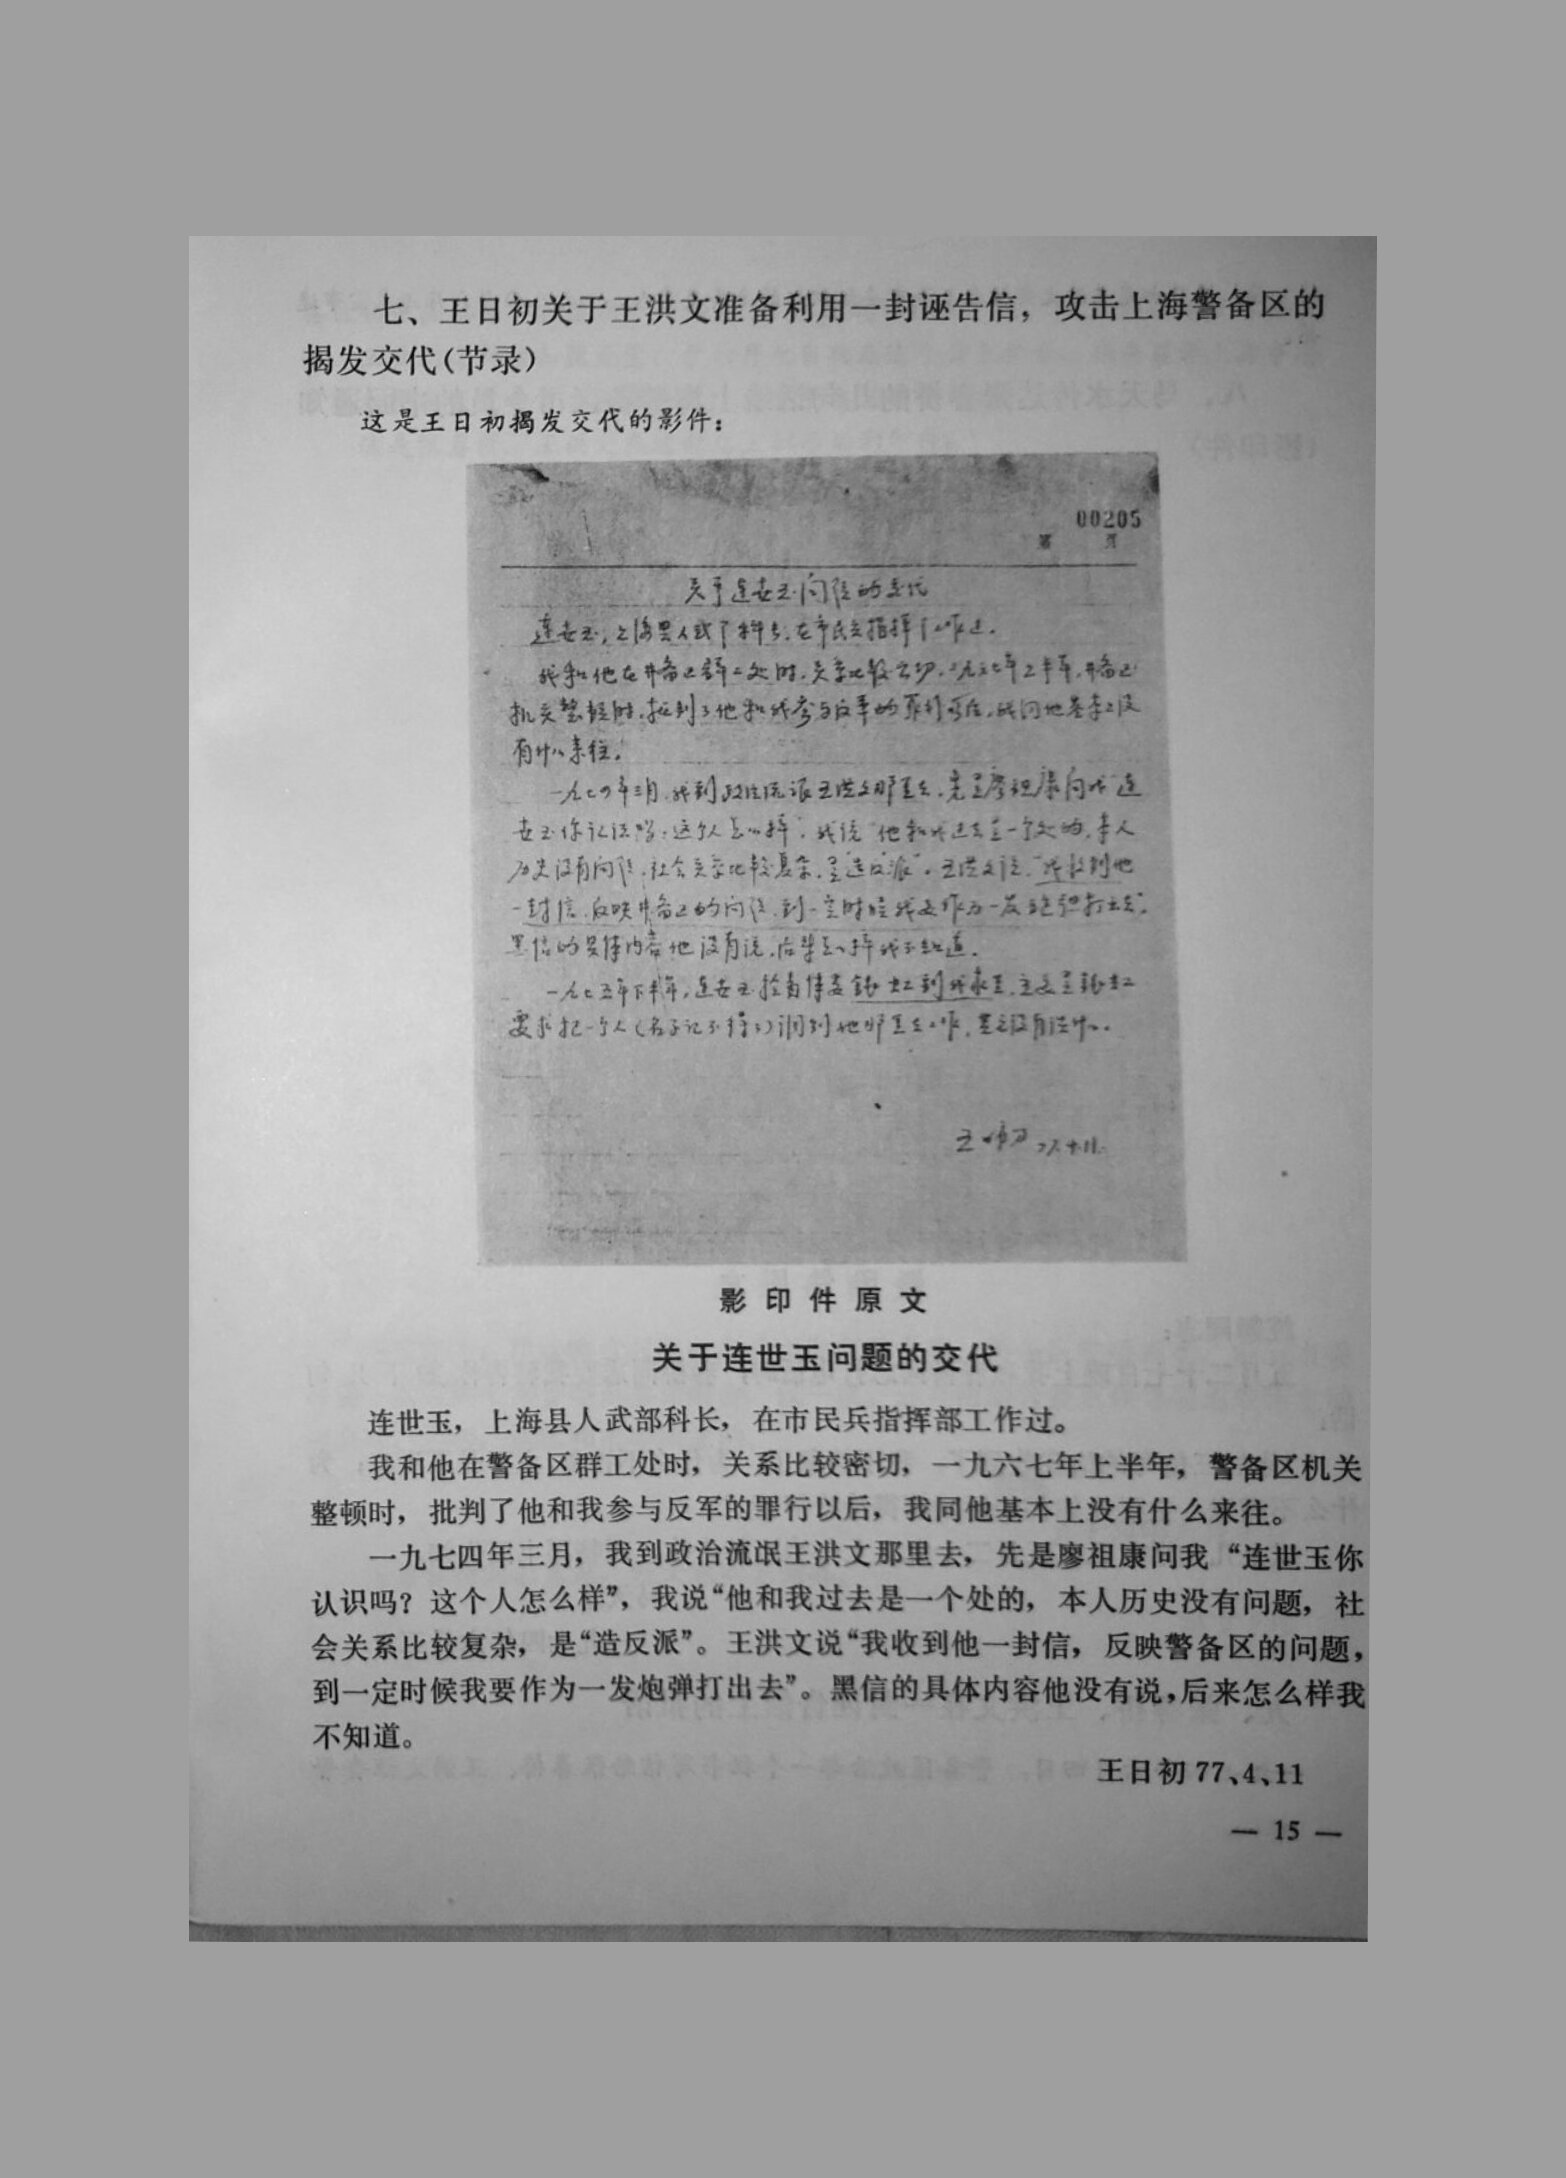 七、王日初关于王洪文准备利用一封诬告信，攻击上海警备区的
揭发交代(节录)
这是王日初揭发交代的影件：
00205
第 页
关于连世玉问题的交代
连世玉，上海县人武部科长，在市民兵指挥部工作过。
我和他在警备区群工处时，关系比较密切，一九六七年上半年，警备区
机关整顿时，批判了他和我参与反军的罪行以后，我同他基本上没
有什么来往。
一九七四年三月，我到政治流氓王洪文那里去，先是廖祖康问我“连
世玉你认识吗？这个人怎么样”，我说“他和我过去是一个处的，本人
历史没有问题，社会关系比较复杂，是“造反派”。王洪文说“我收到他
一封信，反映警备区的问题，到一定时候我要作为一发炮弹打出去”。
黑信的具体内容他没有说，后来怎么样我不知道。
一九七五年下半年，连世玉 到我家里，主要是
要求把一个人（名字记不得了）调到他那里去工作，
王日初 77.4.11.
影印件原文
关于连世玉问题的交代
连世玉，上海县人武部科长，在市民兵指挥部工作过。
我和他在警备区群工处时，关系比较密切，一九六七年上半年，警备区机关
整顿时，批判了他和我参与反军的罪行以后，我同他基本上没有什么来往。
一九七四年三月，我到政治流氓王洪文那里去，先是廖祖康问我“连世玉你
认识吗？这个人怎么样”，我说“他和我过去是一个处的，本人历史没有问题，社
会关系比较复杂，是“造反派”。王洪文说“我收到他一封信，反映警备区的问题，
到一定时候我要作为一发炮弹打出去”。黑信的具体内容他没有说，后来怎么样我
不知道。
王日初 77、4、11
— 15 —